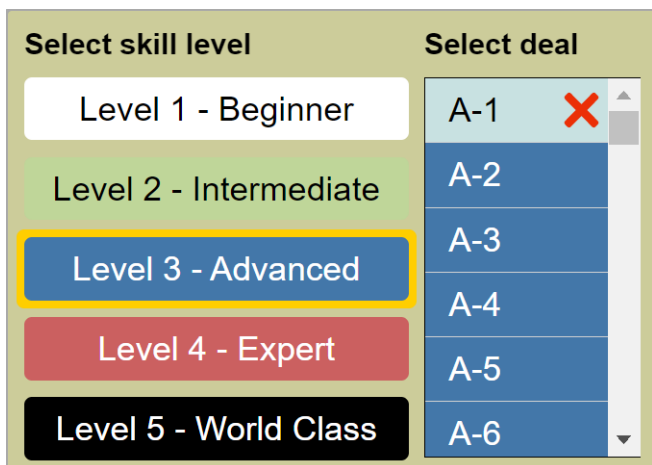 Select skill level
Level 1 - Beginner
Level 2 - Intermediate
Level 3 - Advanced
Level 4 - Expert
Level 5 - World Class
Select deal
A-1
A-2
A-3
A-4
A-5
A-6